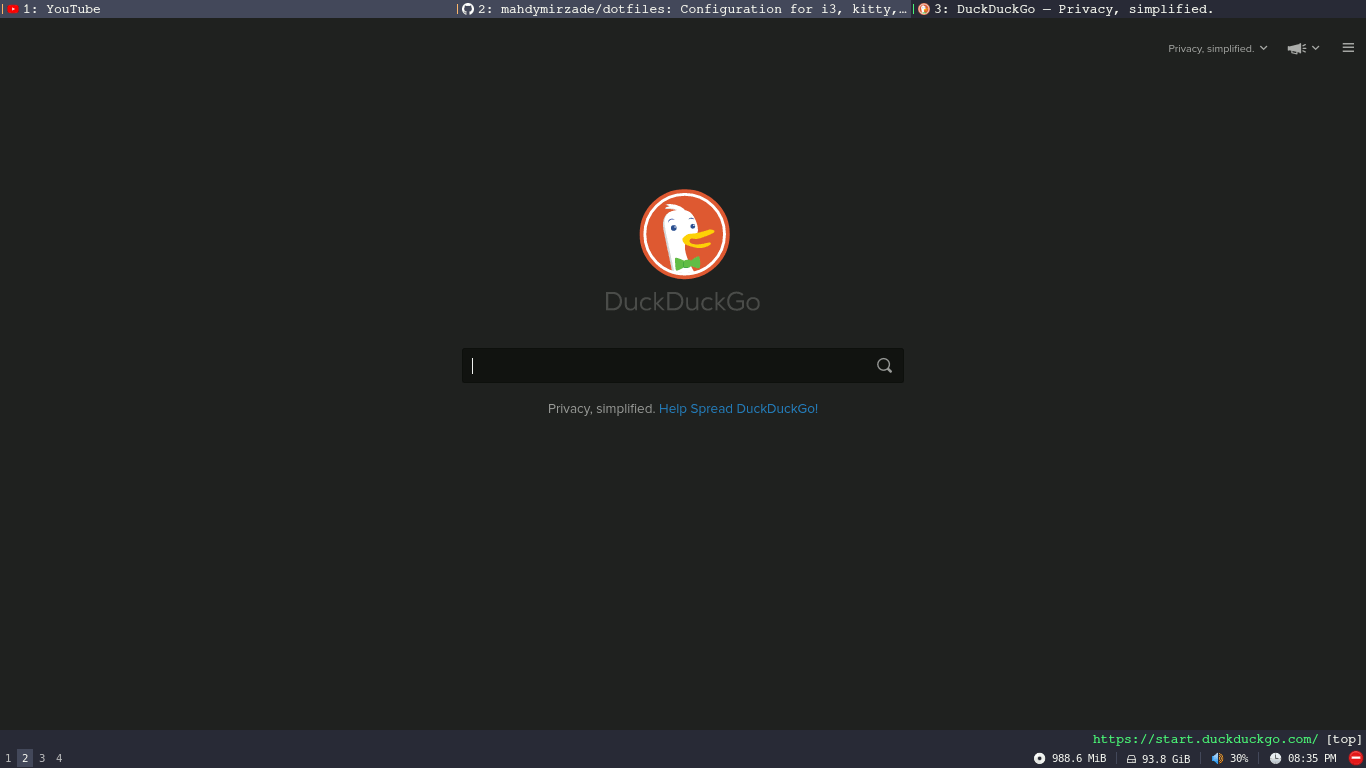 1: YouTube
2: mahdymirzade/dotfiles: Configuration for i3, kitty,…
3: DuckDuckGo — Privacy, simplified.
Privacy, simplified.
DuckDuckGo
Privacy, simplified. Help Spread DuckDuckGo!
https://start.duckduckgo.com/ [top]
1 2 3 4
988.6 MiB 93.8 GiB 30% 08:35 PM